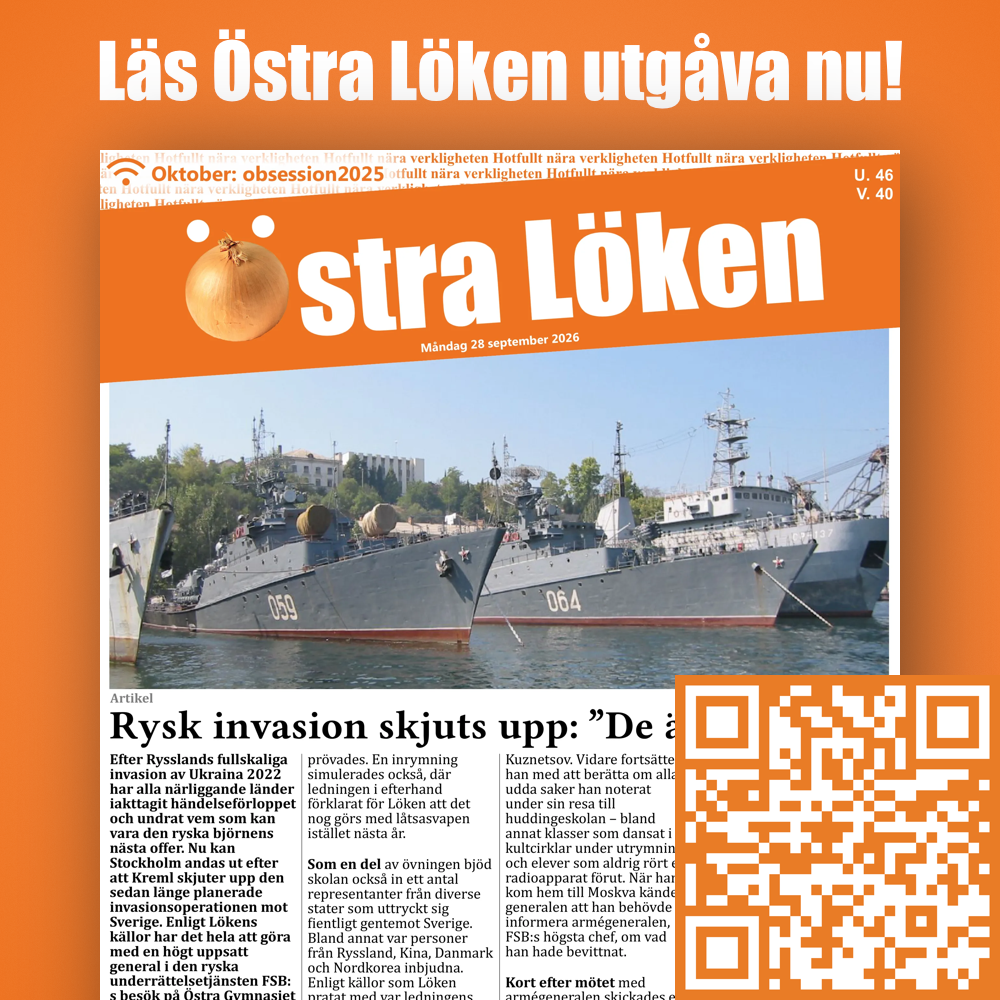 Läs Östra Löken utgåva nu!
Hotfullt nära verkligheten Hotfullt nära verkligheten Hotfullt nära verkligheten Hotfullt nära verkligheten
Oktober: obsession2025
U. 46
V. 40
Östra Löken
Måndag 28 september 2026
059
064
Artikel
Rysk invasion skjuts upp: ”De
Efter Rysslands fullskaliga
invasion av Ukraina 2022
har alla närliggande länder
iakttagit händelseförloppet
och undrat vem som kan
vara den ryska björnens
nästa offer. Nu kan
Stockholm andas ut efter
att Kreml skjuter upp den
sedan länge planerade
invasionsoperationen mot
Sverige. Enligt Lökens
källor har det hela att göra
med en högt uppsatt
general i den ryska
underrättelsetjänsten FSB:
s besök på Östra Gymnasiet
prövades. En inrymning
simulerades också, där
ledningen i efterhand
förklarat för Löken att det
nog görs med låtsasvapen
istället nästa år.
Som en del av övningen bjöd
skolan också in ett antal
representanter från diverse
stater som uttryckt sig
fientligt gentemot Sverige.
Bland annat var personer
från Ryssland, Kina, Danmark
och Nordkorea inbjudna.
Enligt källor som Löken
pratat med var ledningens
Kuznetsov. Vidare fortsätte
han med att berätta om alla
udda saker han noterat
under sin resa till
huddingeskolan – bland
annat klasser som dansat i
kultcirklar under utrymnin
och elever som aldrig rört e
radioapparat förut. När han
kom hem till Moskva kände
generalen att han behövde
informera armégeneralen,
FSB:s högsta chef, om vad
han hade bevittnat.
Kort efter mötet med
armégeneralen skickades e